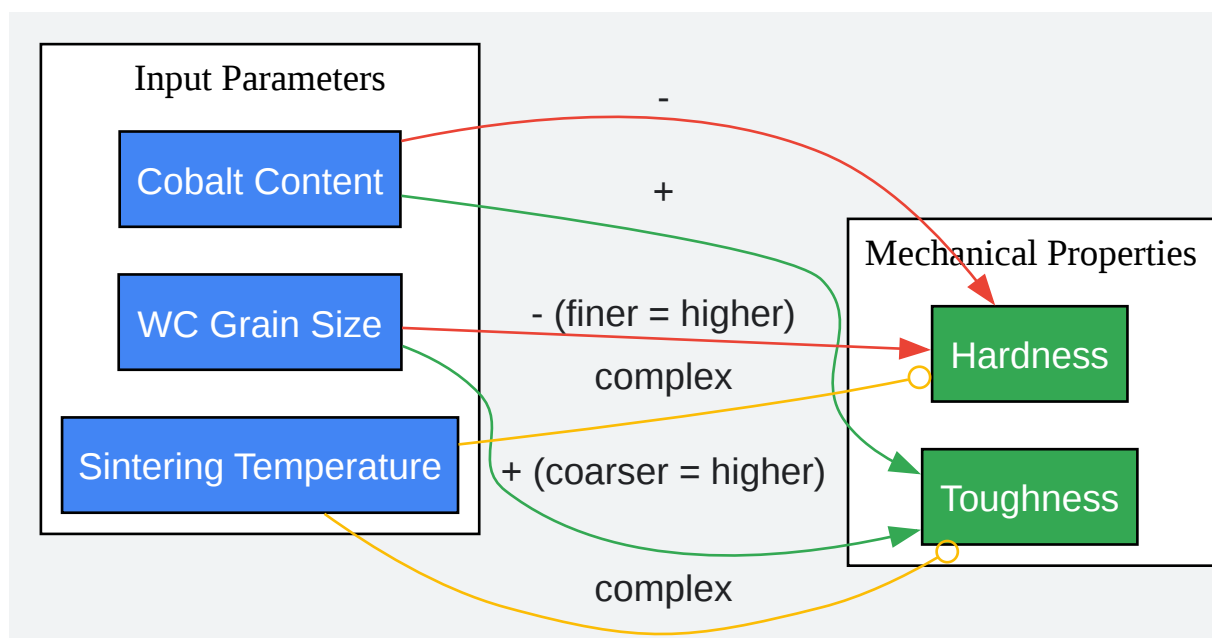 Input Parameters
Cobalt Content
WC Grain Size
Sintering Temperature
-
+
- (finer = higher)
complex
+ (coarser = higher)
complex
Mechanical Properties
Hardness
Toughness